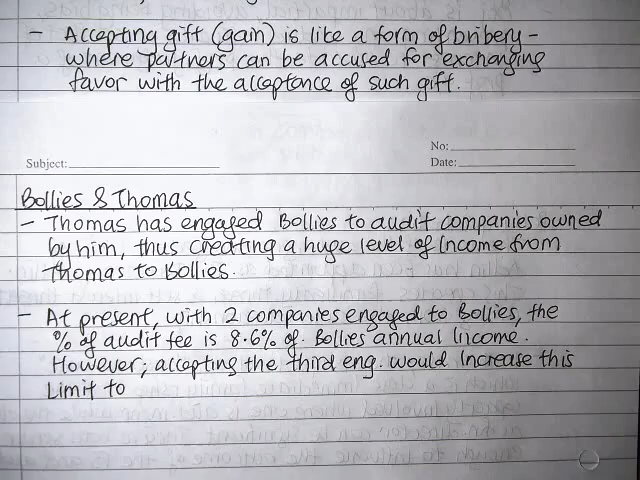 - Accepting gift (gain) is like a form of bribery -
where partners can be accused for exchanging
favor with the acceptance of such gift.
No:
Subject: Date:
Bollies & Thomas
- Thomas has engaged Bollies to audit companies owned
by him, thus creating a huge level of Income from
Thomas to Bollies.
- At present, with 2 companies engaged to Bollies, the
% of audit fee is 8.6% of Bollies annual Income.
However, accepting the third eng. would Increase this
Limit to